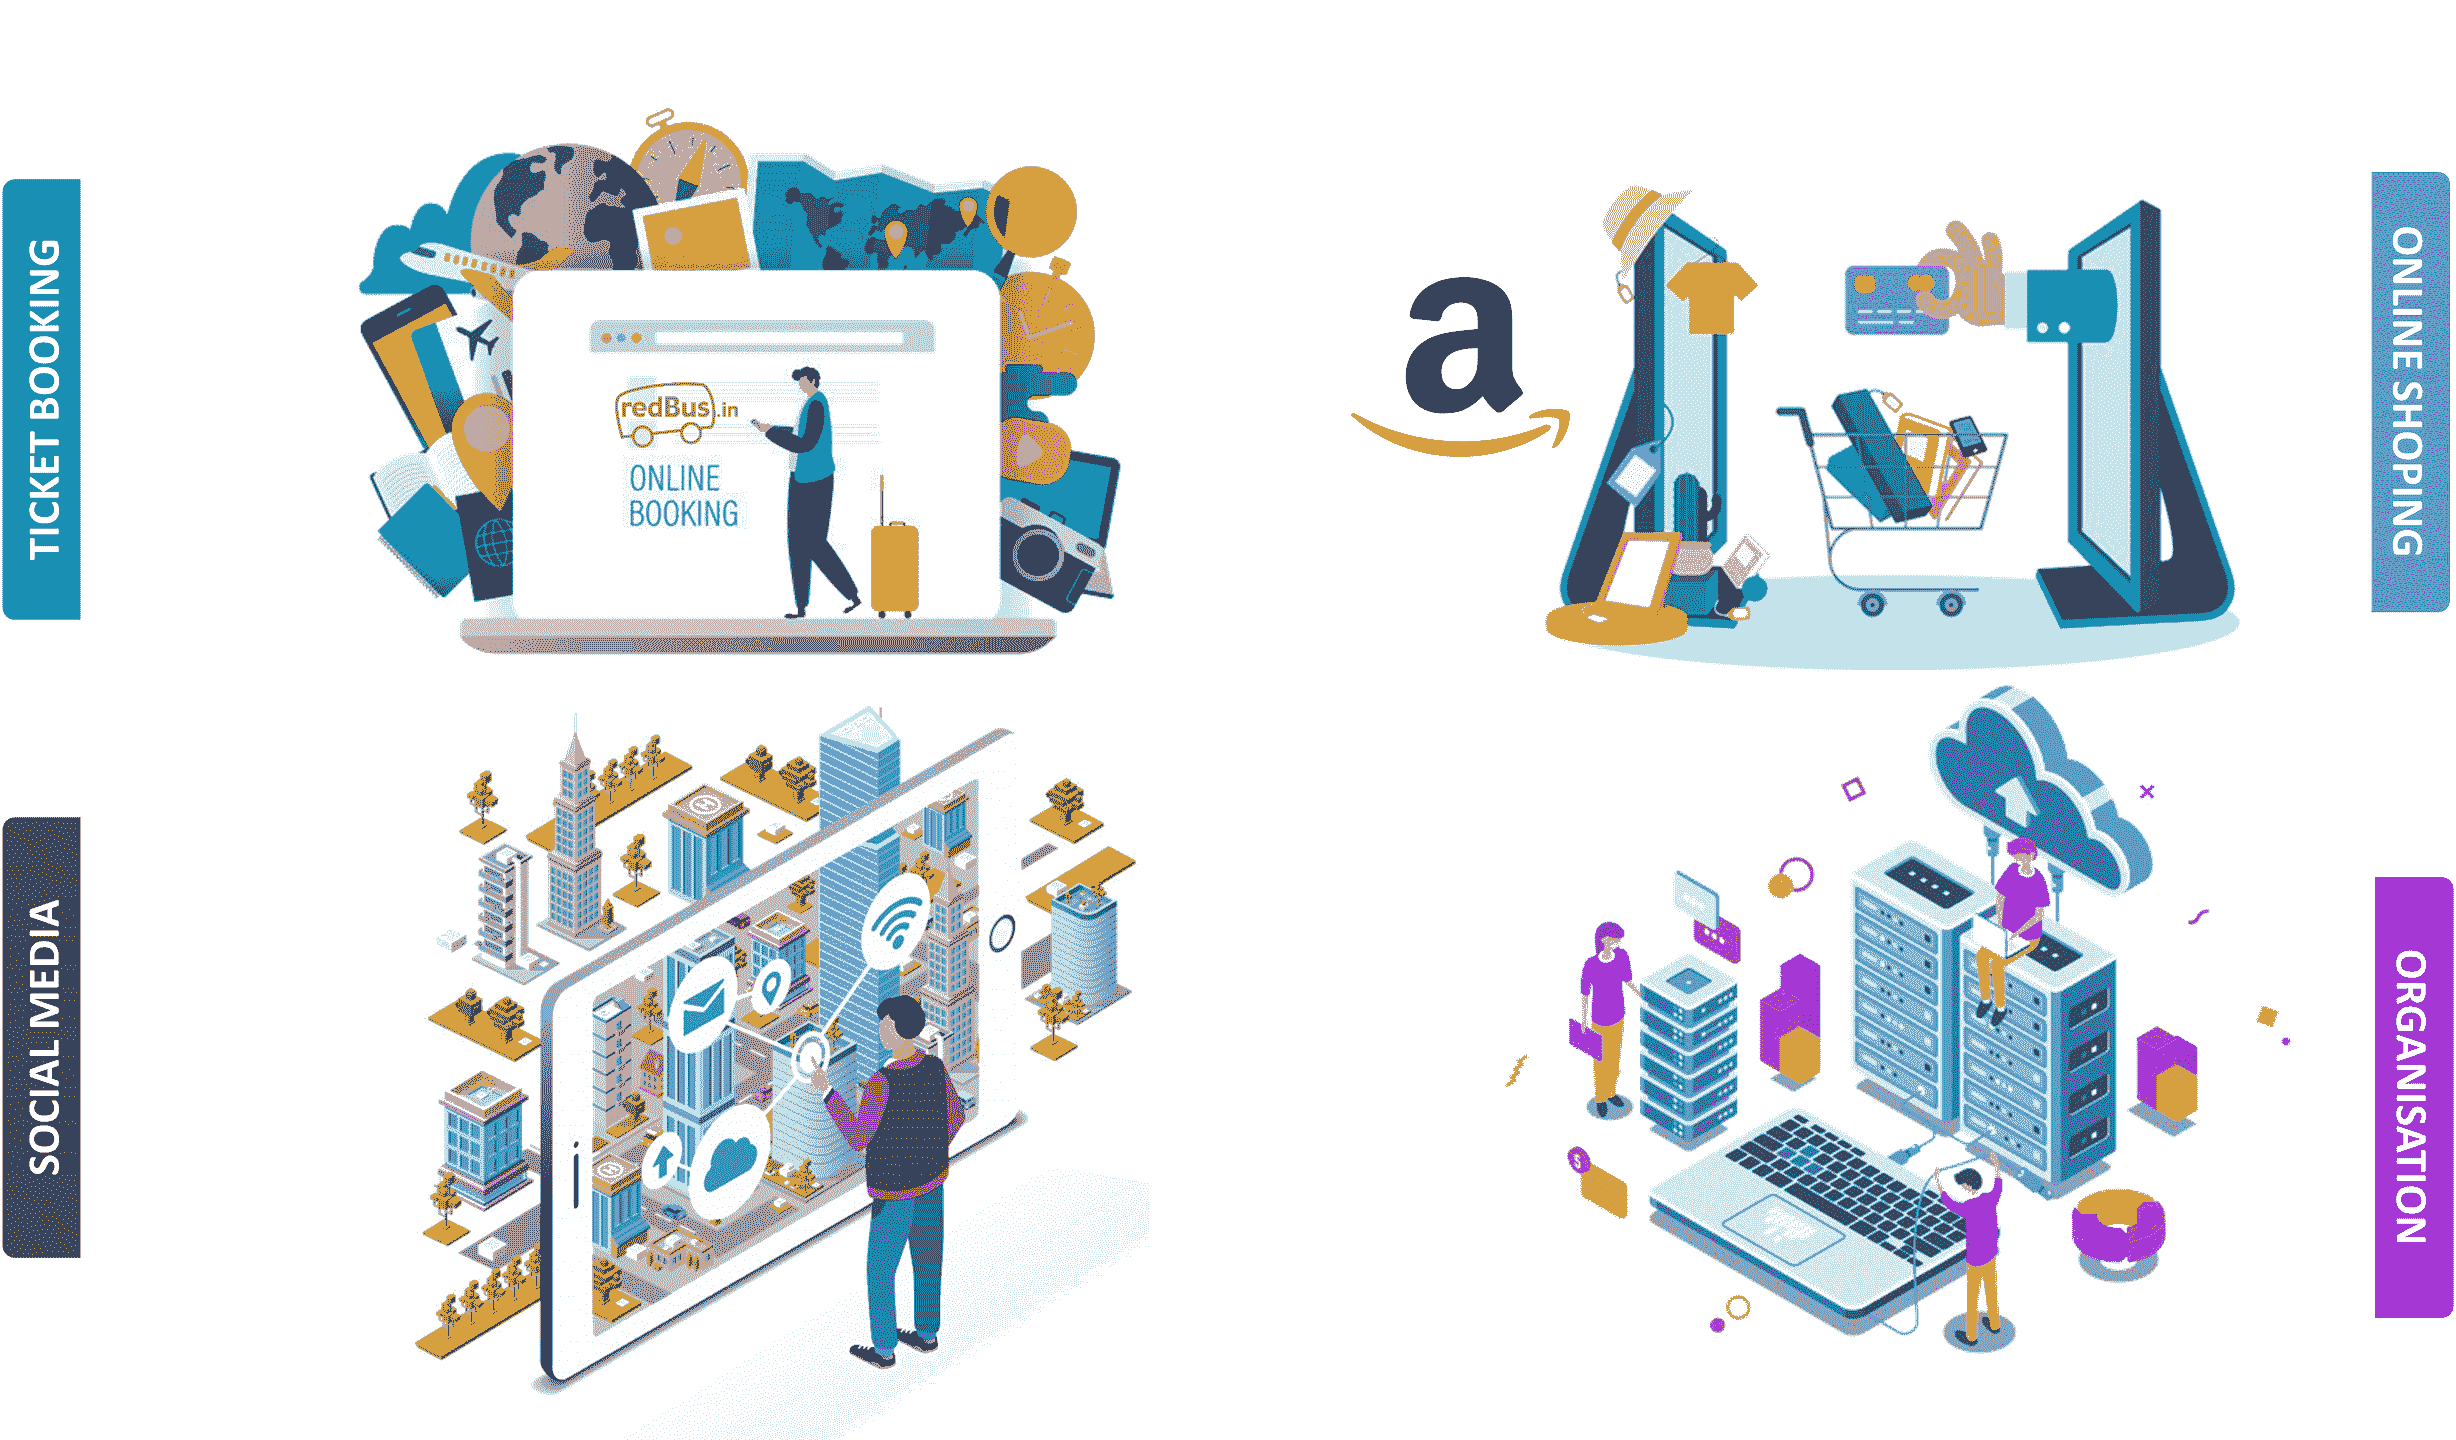 TICKET BOOKING
redBus.in
ONLINE
BOOKING
a
ONLINE SHOPING
SOCIAL MEDIA
ORGANISATION